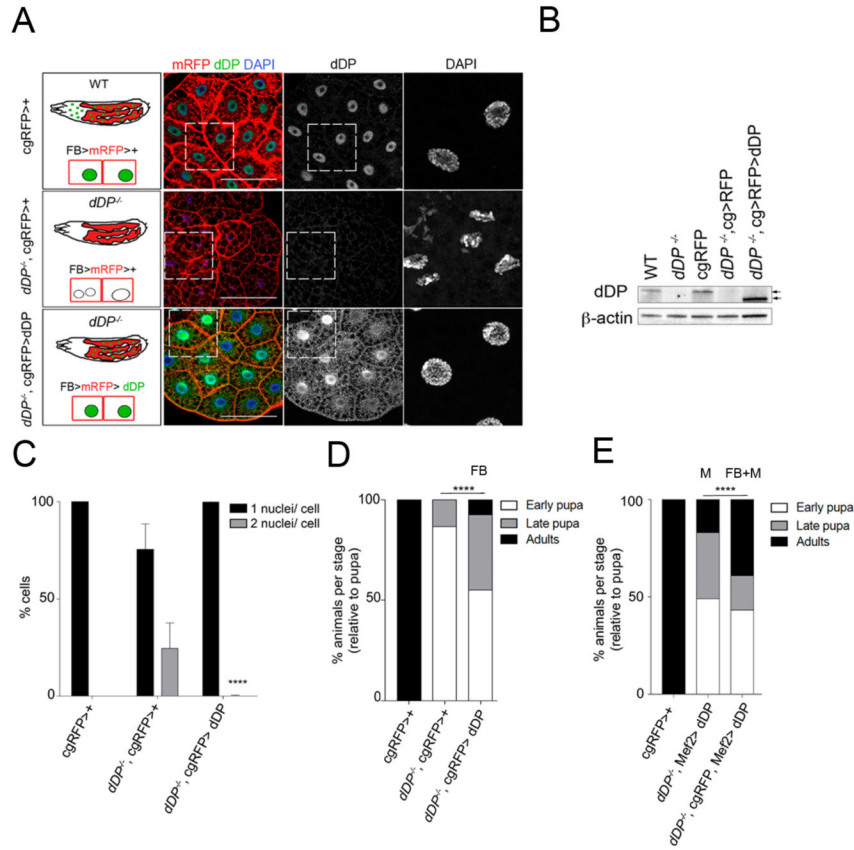 A
mRFP dDP DAPI
dDP
DAPI
cgRFP>+
WT
FB>mRFP>+
dDP-/-, cgRFP>+
dDP-/-
FB>mRFP>+
dDP-/-, cgRFP>dDP
dDP-/-
FB>mRFP> dDP
B
WT
dDP -/-
cgRFP
dDP -/-,cg>RFP
dDP -/-, cg>RFP>dDP
dDP
β-actin
C
% cells
100
50
0
1 nuclei/ cell
2 nuclei/ cell
****
cgRFP>+
dDP-/-, cgRFP>+
dDP-/-, cgRFP> dDP
D
FB
****
% animals per stage
(relative to pupa)
100
50
0
Early pupa
Late pupa
Adults
cgRFP>+
dDP-/-, cgRFP>+
dDP-/-, cgRFP> dDP
E
M FB+M
****
% animals per stage
(relative to pupa)
100
50
0
Early pupa
Late pupa
Adults
cgRFP>+
dDP-/-, Mef2> dDP
dDP-/-, cgRFP, Mef2> dDP